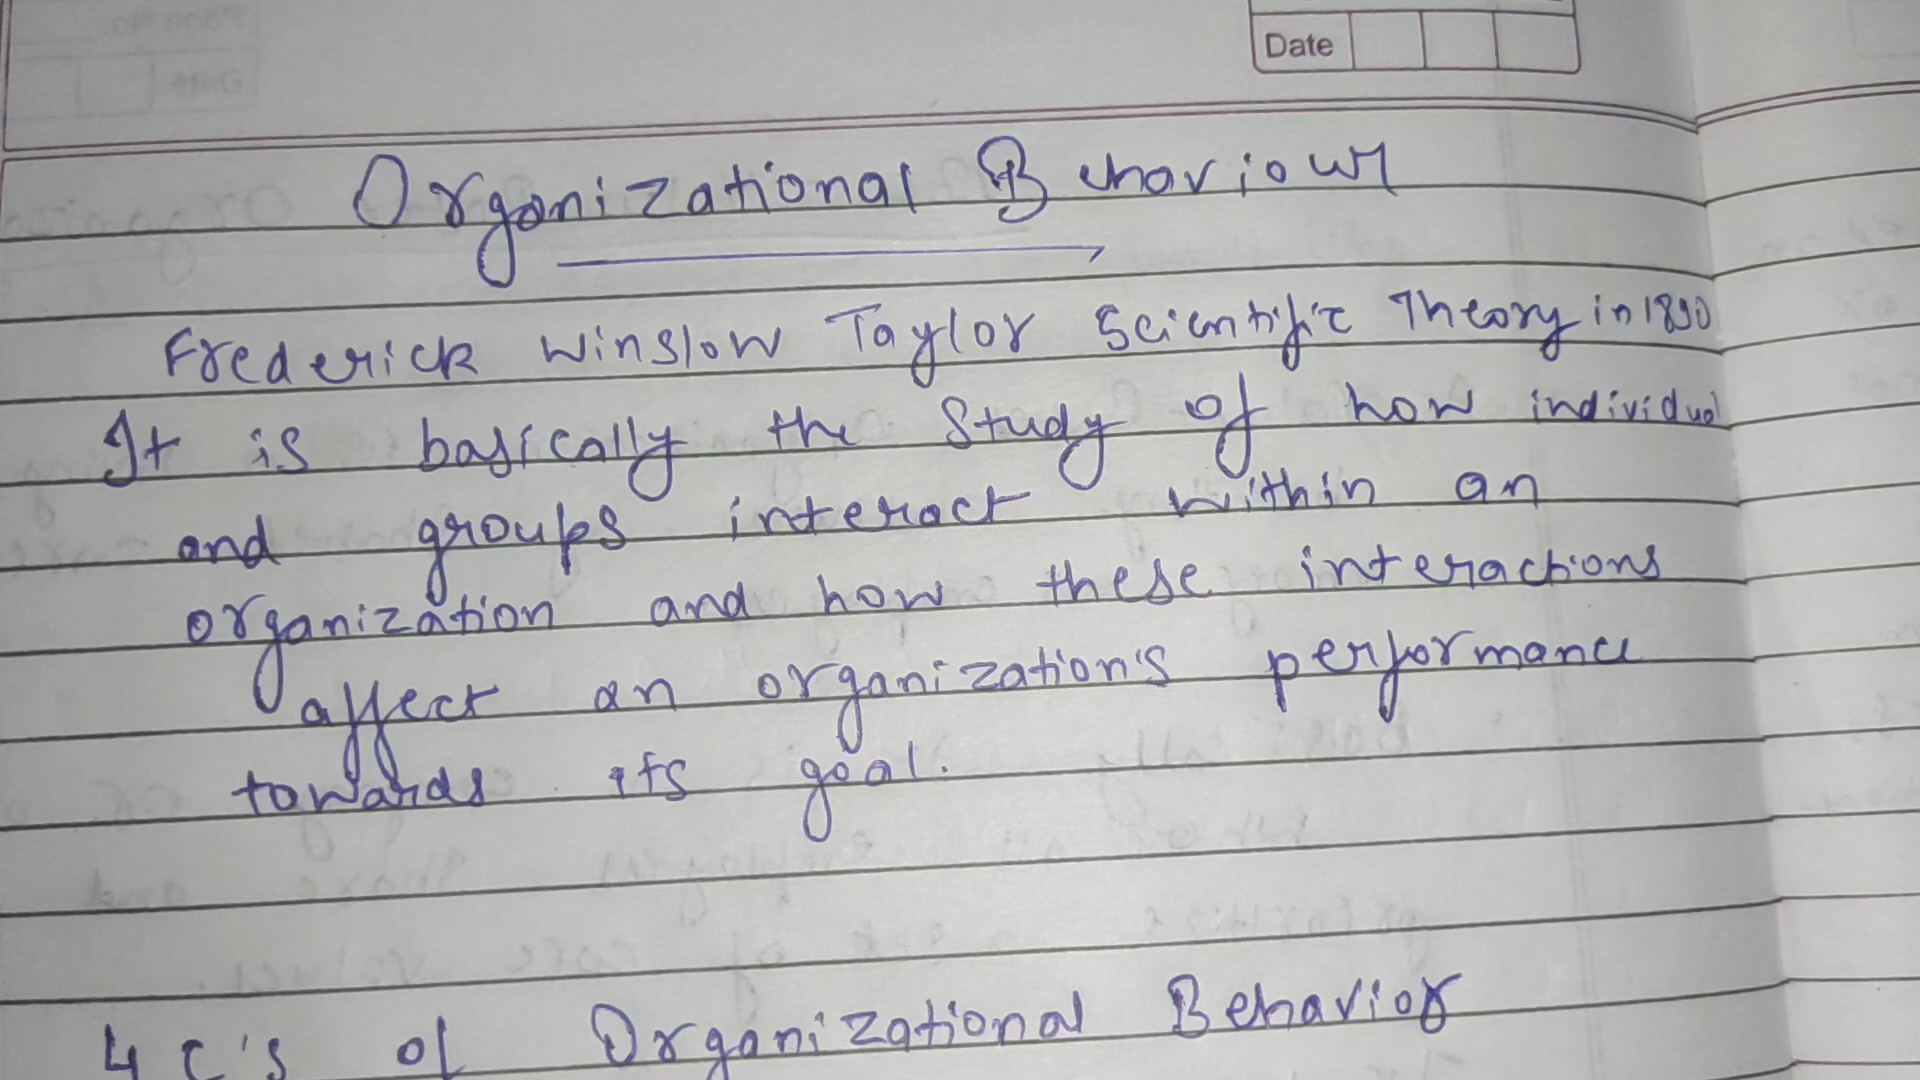 Date
Organizational Behaviour
Frederick Winslow Taylor Scientific Theory in 1890
It is basically the study of how individual
and groups interact within an
organization and how these interactions
affect an organization's performance
towards its goal.
4 C's of Organizational Behavior